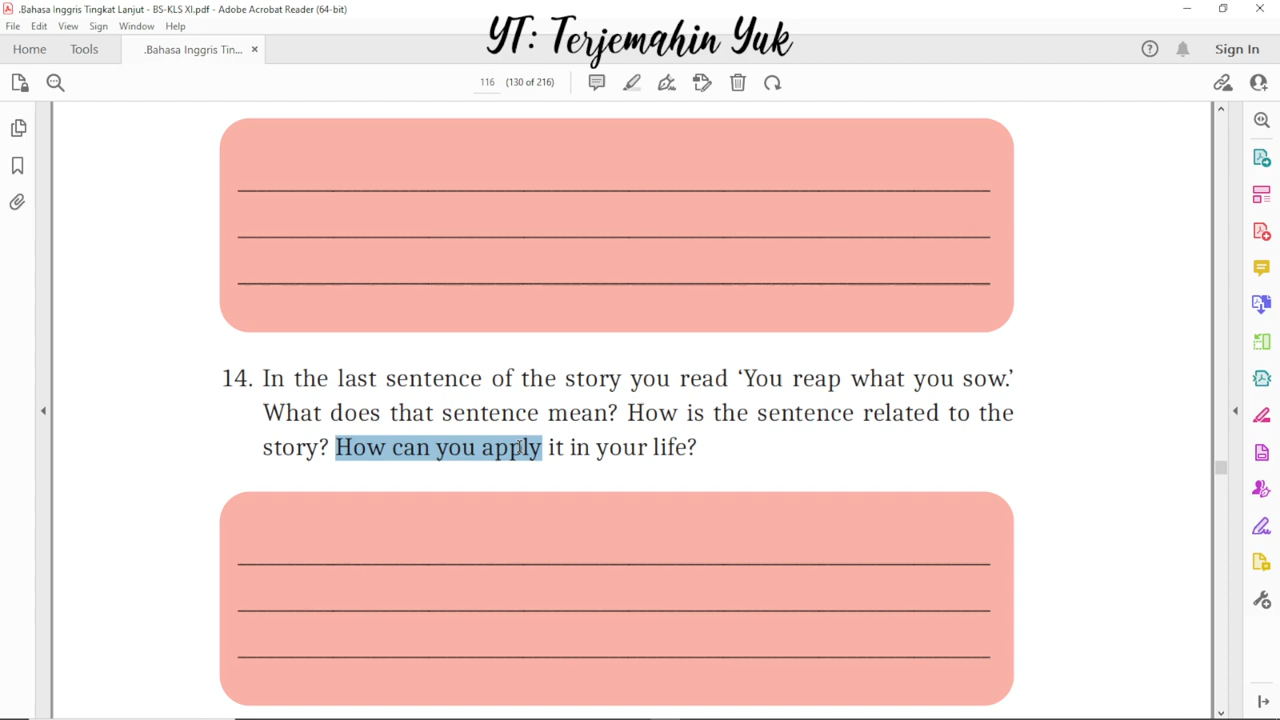 .Bahasa Inggris Tingkat Lanjut - BS-KLS XI.pdf - Adobe Acrobat Reader (64-bit)
YT: Terjemahin Yuk
File Edit View Sign Window Help
Home Tools .Bahasa Inggris Tin... × Sign In
116 (130 of 216)
14. In the last sentence of the story you read ‘You reap what you sow.’
What does that sentence mean? How is the sentence related to the
story? How can you apply it in your life?